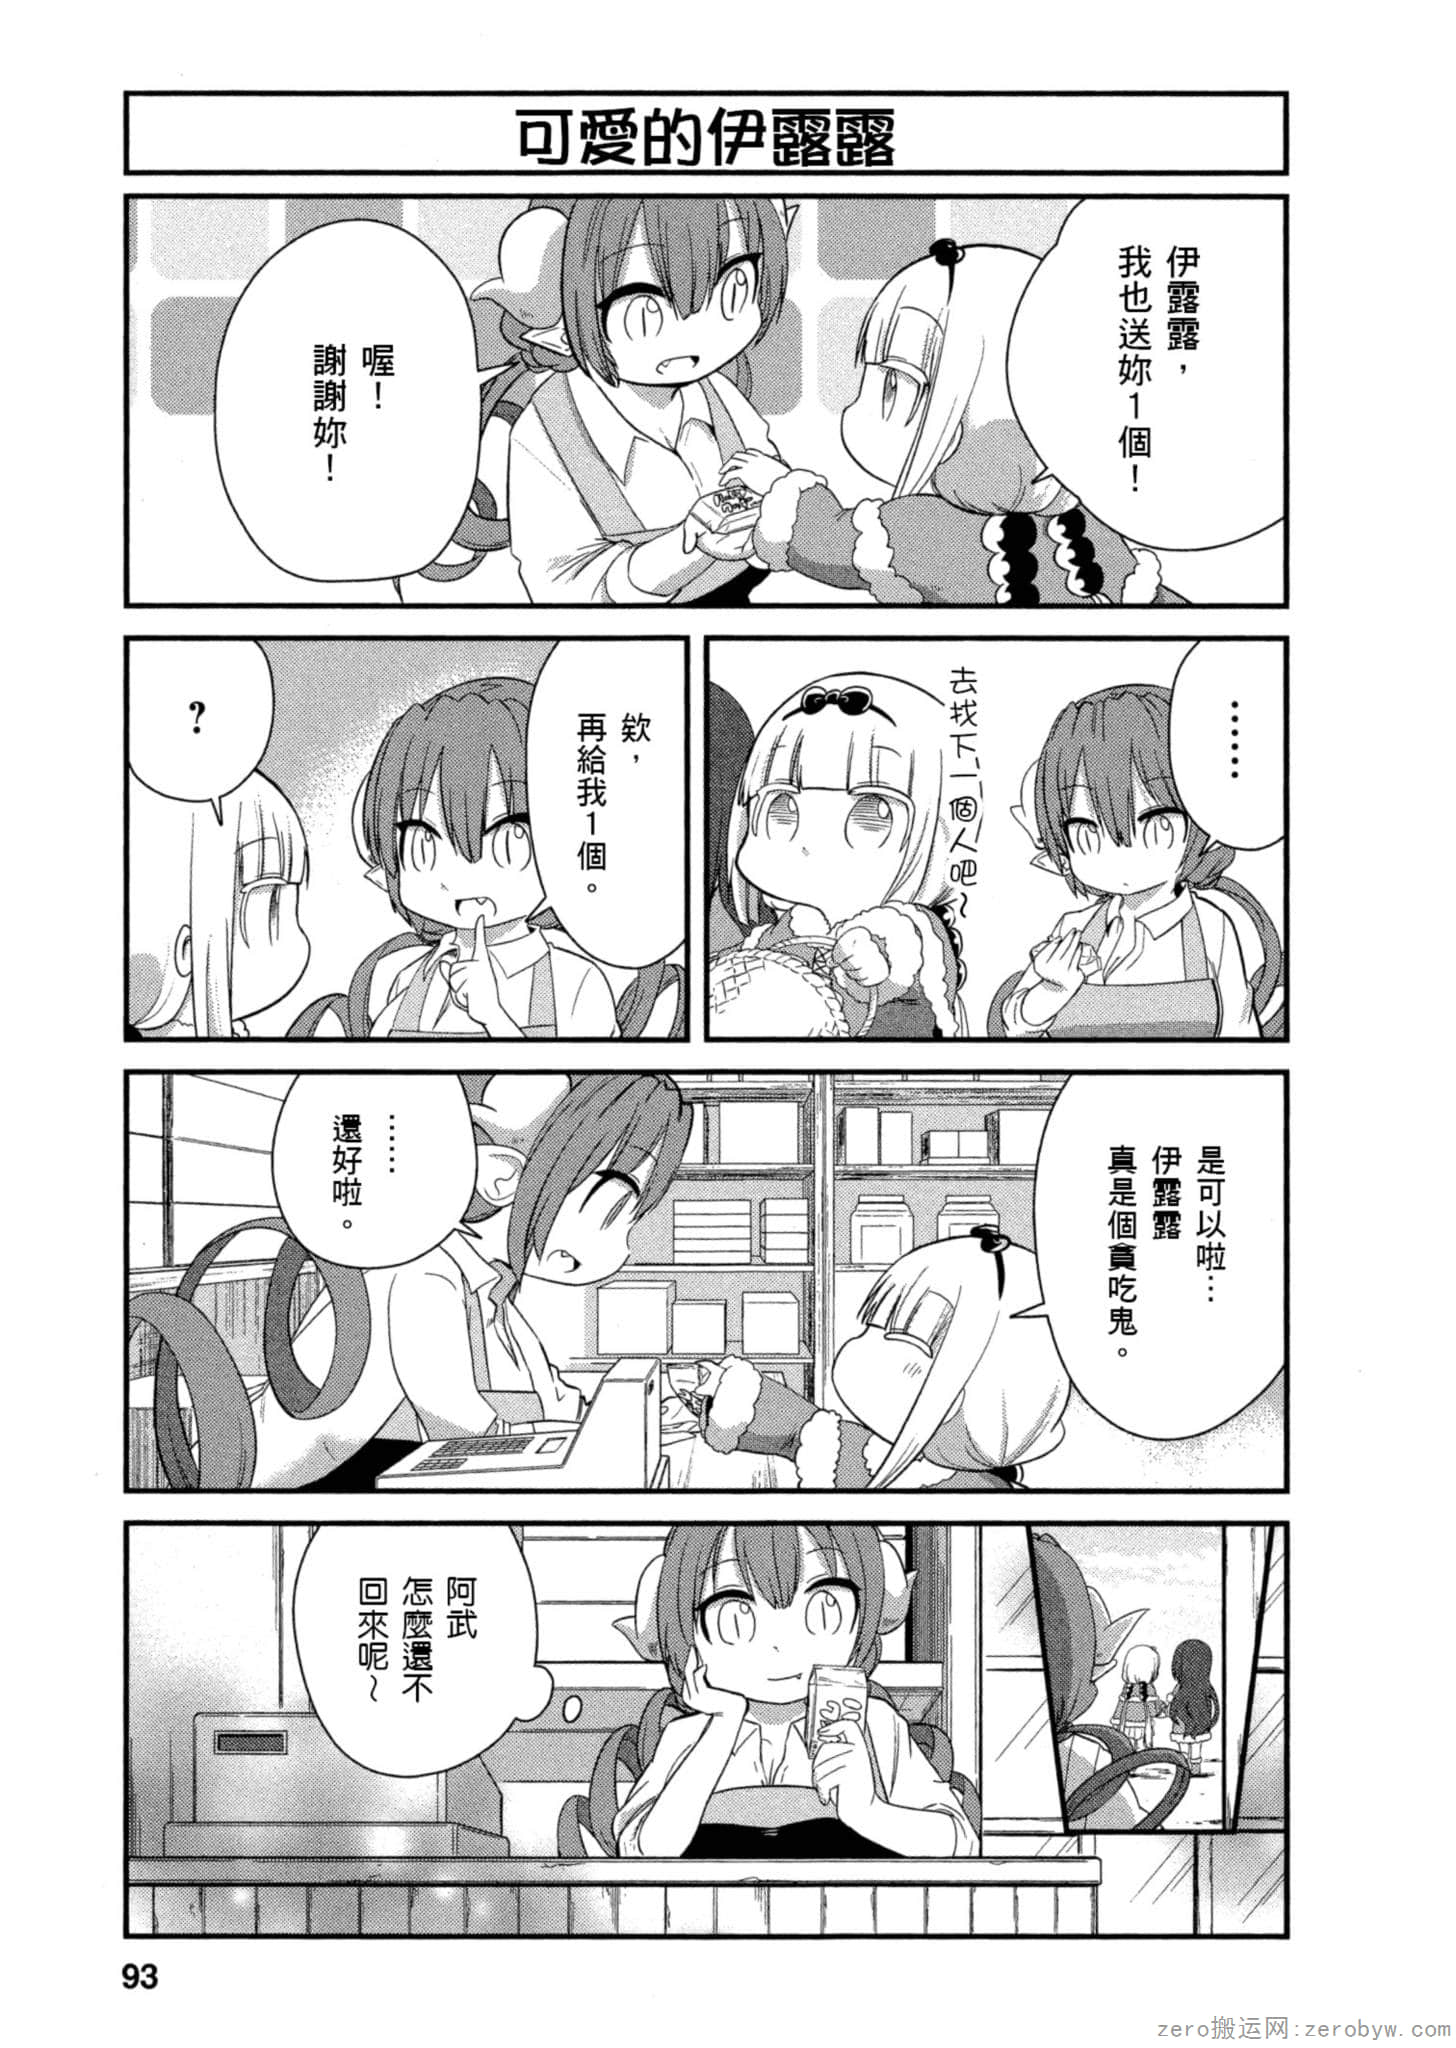 可愛的伊露露
伊露露，
我也送妳1個！
喔！
謝謝妳！
……
去找下一個人吧～
欸，
再給我1個。
？
是可以啦…
伊露露
真是個貪吃鬼。
……
還好啦。
阿武
怎麼還不
回來呢～
ココア
93
zero搬运网:zerobyw.com